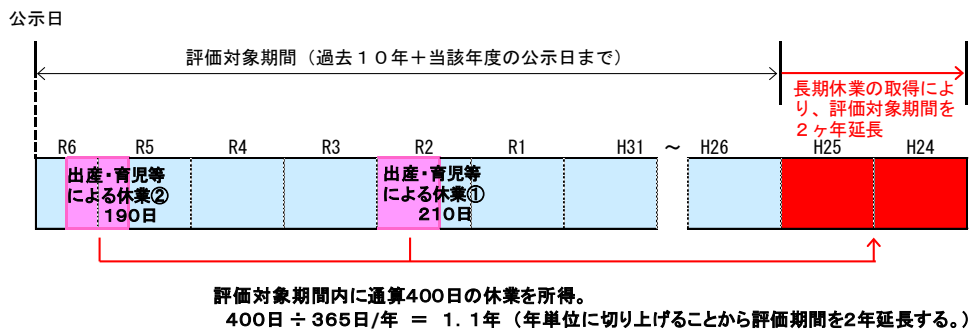 公示日
評価対象期間（過去１０年＋当該年度の公示日まで）
長期休業の取得によ
り、評価対象期間を
２ヶ年延長
R6 R5 R4 R3 R2 R1 H31 ～ H26 H25 H24
出産・育児等
による休業②
190日
出産・育児等
による休業①
210日
評価対象期間内に通算400日の休業を所得。
400日÷365日/年 ＝ 1．1年（年単位に切り上げることから評価期間を2年延長する。）